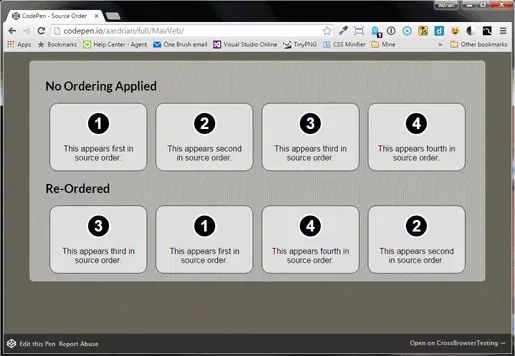 Adrian
CodePen - Source Order
codepen.io/aardrian/full/MavVeb/
Apps Bookmarks Help Center - Agent One Brush email Visual Studio Online TinyPNG CSS Minifier Mine » Other bookmarks
No Ordering Applied
1 2 3 4
This appears first in This appears second This appears third in This appears fourth in
source order. in source order. source order. source order.
Re-Ordered
3 1 4 2
This appears third in This appears first in This appears fourth in This appears second
source order. source order. source order. in source order.
Edit this Pen Report Abuse Open on CrossBrowserTesting →